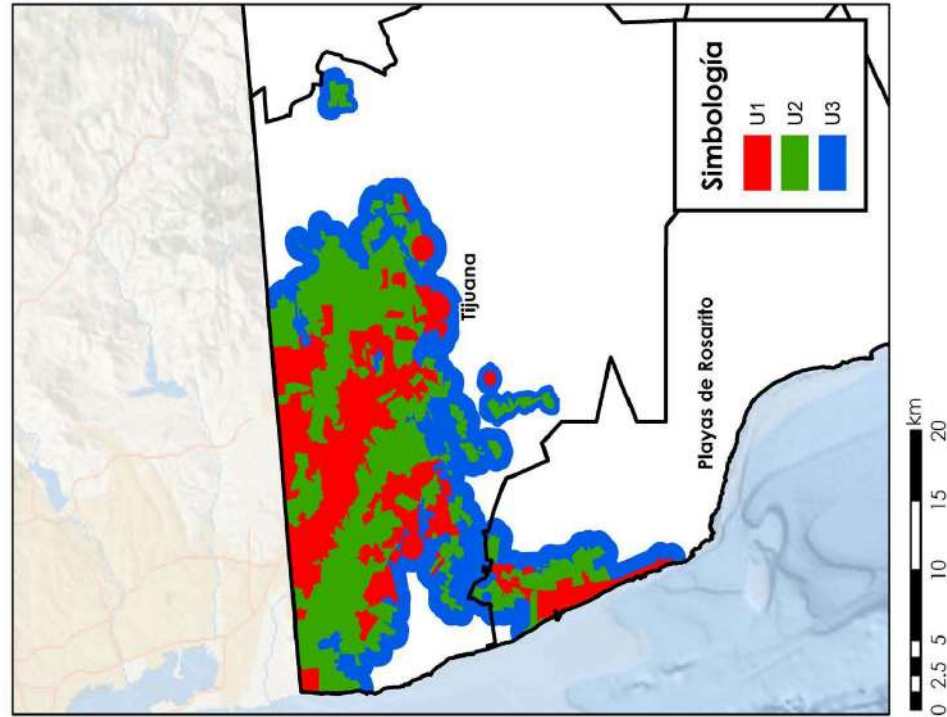 Tijuana
Playas de Rosarito
Simbología
U1
U2
U3
0 2.5 5 10 15 20
km